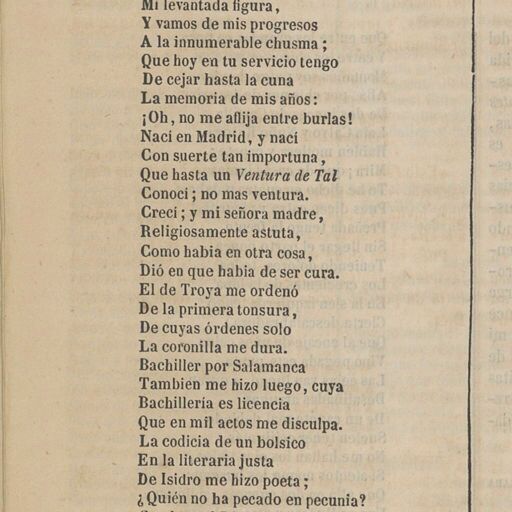 Mi levantada figura,
Y vamos de mis progresos
A la innumerable chusma;
Que hoy en tu servicio tengo
De cejar hasta la cuna
La memoria de mis años:
¡Oh, no me aflija entre burlas!
Nací en Madrid, y nací
Con suerte tan importuna,
Que hasta un Ventura de Tal
Conocí; no mas ventura.
Crecí; y mi señora madre,
Religiosamente astuta,
Como habia en otra cosa,
Dió en que habia de ser cura.
El de Troya me ordenó
De la primera tonsura,
De cuyas órdenes solo
La coronilla me dura.
Bachiller por Salamanca
Tambien me hizo luego, cuya
Bachillería es licencia
Que en mil actos me disculpa.
La codicia de un bolsico
En la literaria justa
De Isidro me hizo poeta;
¿Quién no ha pecado en pecunia?